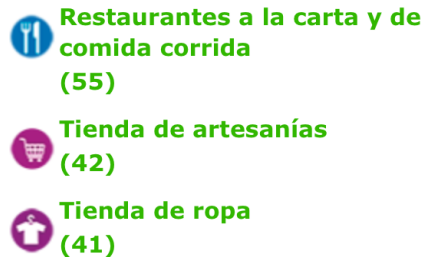 Restaurantes a la carta y de
comida corrida
(55)
Tienda de artesanías
(42)
Tienda de ropa
(41)